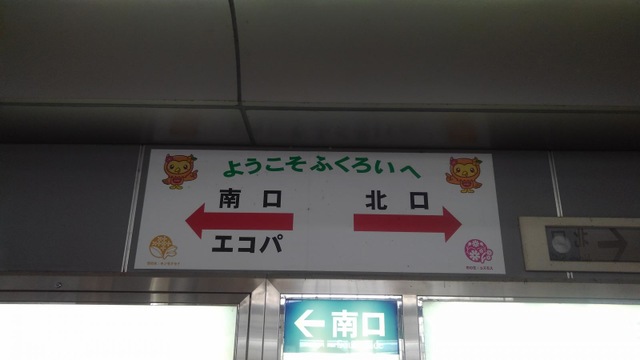 ようこそふくろいへ
南口
北口
エコパ
南口